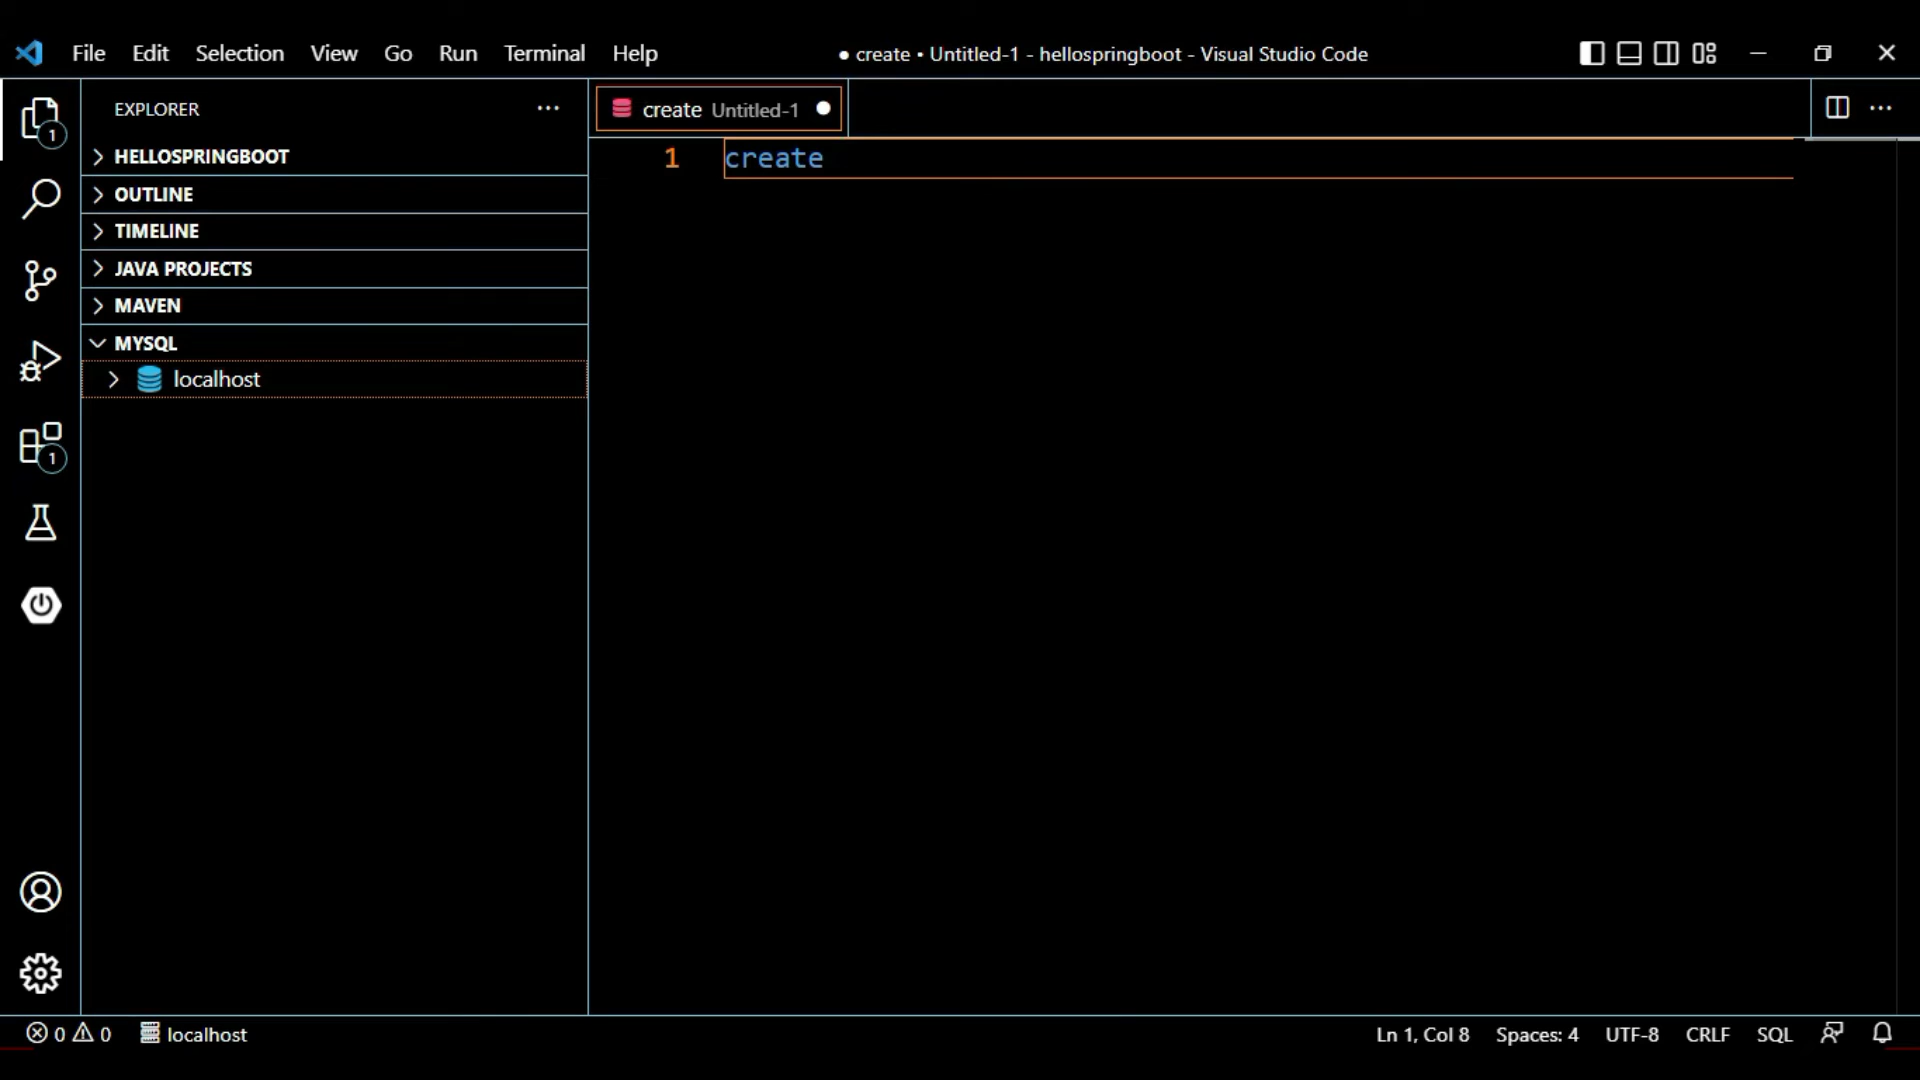 File Edit Selection View Go Run Terminal Help
● create • Untitled-1 - hellospringboot - Visual Studio Code
EXPLORER
create Untitled-1
1
HELLOSPRINGBOOT
1 create
OUTLINE
TIMELINE
JAVA PROJECTS
MAVEN
MYSQL
localhost
1
0 0 localhost
Ln 1, Col 8 Spaces: 4 UTF-8 CRLF SQL